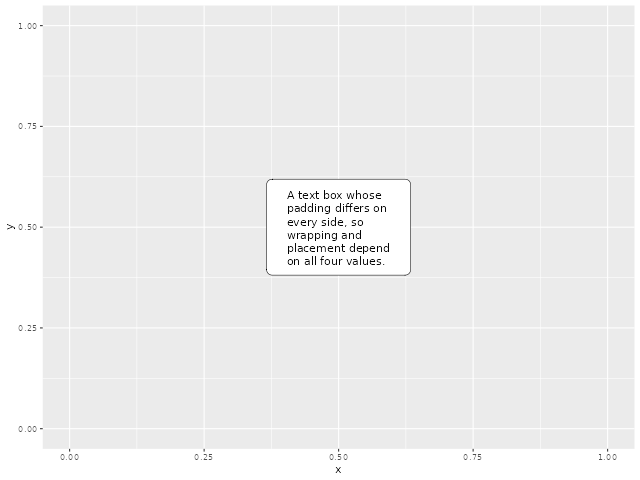 1.00
0.75
A text box whose
padding differs on
every side, so
wrapping and
placement depend
on all four values.
y
0.50
0.25
0.00
0.00 0.25 0.50 0.75 1.00
x